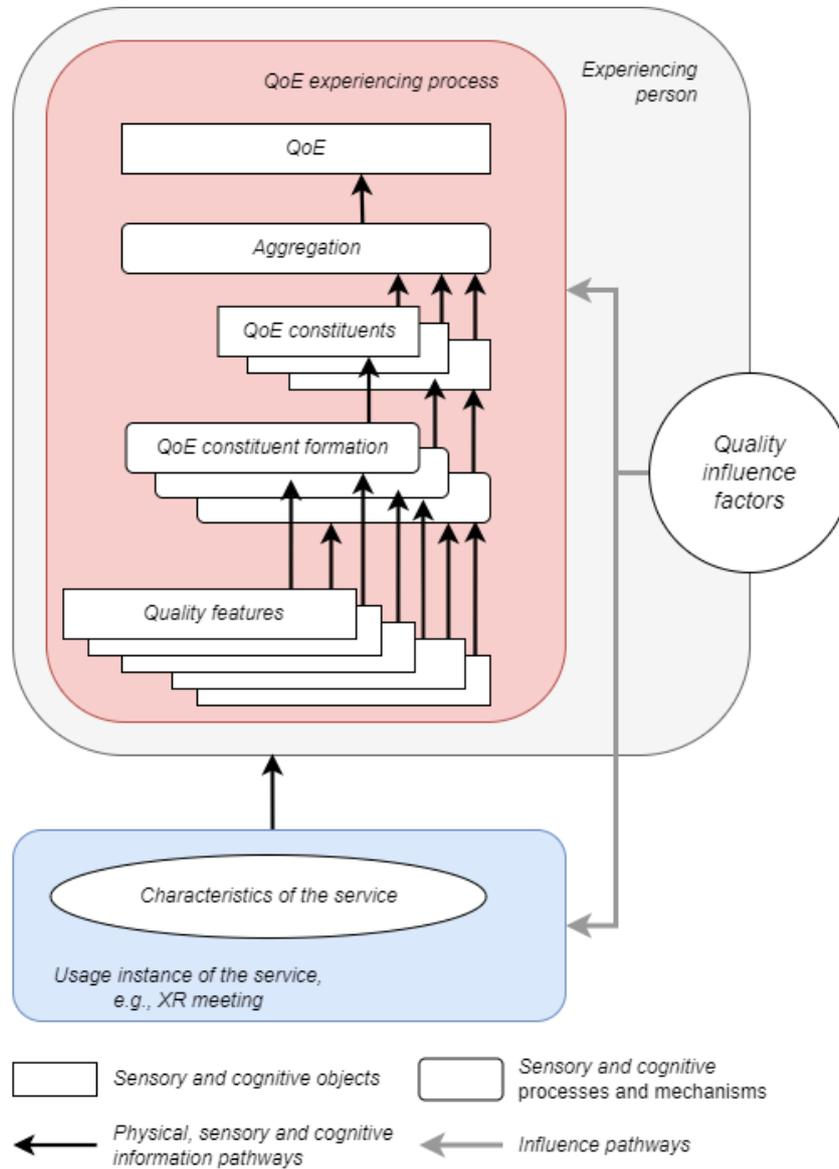 QoE experiencing process
Experiencing
person
QoE
Aggregation
QoE constituents
QoE constituent formation
Quality
influence
factors
Quality features
Characteristics of the service
Usage instance of the service,
e.g., XR meeting
Sensory and cognitive objects
Sensory and cognitive
processes and mechanisms
Physical, sensory and cognitive
information pathways
Influence pathways